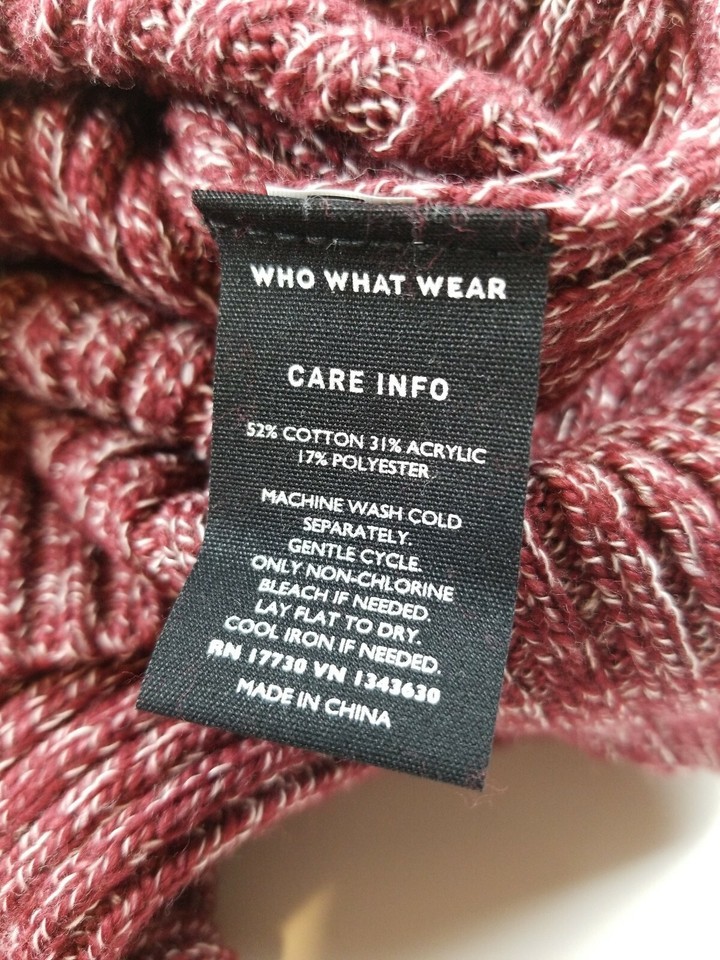 WHO WHAT WEAR
CARE INFO
52% COTTON 31% ACRYLIC
17% POLYESTER
MACHINE WASH COLD
SEPARATELY.
GENTLE CYCLE.
ONLY NON-CHLORINE
BLEACH IF NEEDED.
LAY FLAT TO DRY.
COOL IRON IF NEEDED.
RN 17730 VN 1343630
MADE IN CHINA